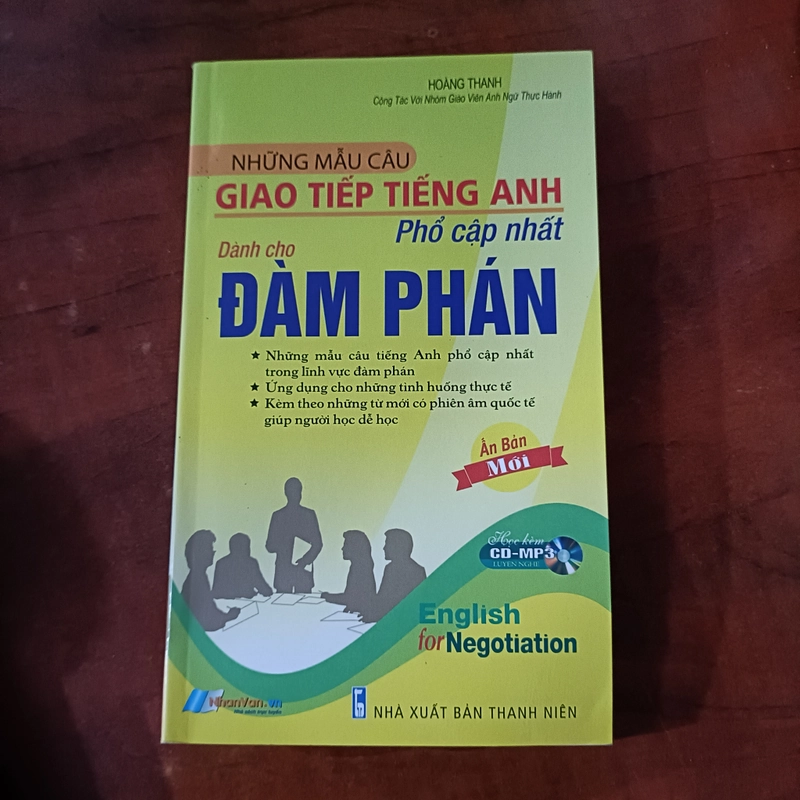 HOÀNG THANH
Cộng Tác Với Nhóm Giáo Viên Anh Ngữ Thực Hành
NHỮNG MẪU CÂU
GIAO TIẾP TIẾNG ANH
Phổ cập nhất
Dành cho
ĐÀM PHÁN
★ Những mẫu câu tiếng Anh phổ cập nhất
trong lĩnh vực đàm phán
★ Ứng dụng cho những tình huống thực tế
★ Kèm theo những từ mới có phiên âm quốc tế
giúp người học dễ học
Ấn Bản
Mới
Học kèm
CD-MP3
LUYỆN NGHE
English
for Negotiation
NhanVan.vn
Nhà sách trực tuyến
NHÀ XUẤT BẢN THANH NIÊN